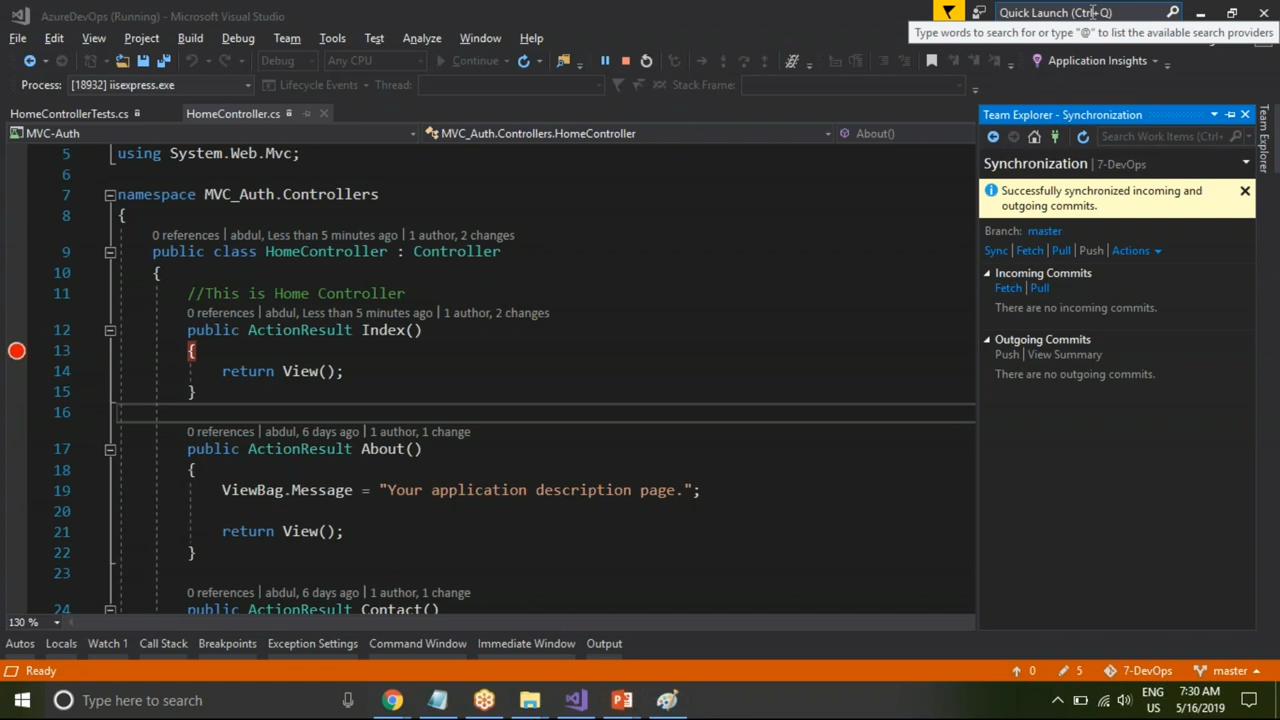 AzureDevOps (Running) - Microsoft Visual Studio
Quick Launch (Ctrl+Q)
Type words to search for or type "@" to list the available search providers
File Edit View Project Build Debug Team Tools Test Analyze Window Help
Debug Any CPU Continue Application Insights
Process: [18932] iisexpress.exe Lifecycle Events Thread: Stack Frame:
HomeControllerTests.cs HomeController.cs
MVC-Auth MVC_Auth.Controllers.HomeController About()
5 using System.Web.Mvc;
6
7 namespace MVC_Auth.Controllers
8 {
0 references | abdul, Less than 5 minutes ago | 1 author, 2 changes
9 public class HomeController : Controller
10 {
11 //This is Home Controller
0 references | abdul, Less than 5 minutes ago | 1 author, 2 changes
12 public ActionResult Index()
13 {
14 return View();
15 }
16
0 references | abdul, 6 days ago | 1 author, 1 change
17 public ActionResult About()
18 {
19 ViewBag.Message = "Your application description page.";
20
21 return View();
22 }
23
0 references | abdul, 6 days ago | 1 author, 1 change
24 public ActionResult Contact()
130 %
Team Explorer - Synchronization
Search Work Items (Ctrl+
Synchronization | 7-DevOps
Successfully synchronized incoming and
outgoing commits.
Branch: master
Sync | Fetch | Pull | Push | Actions
Incoming Commits
Fetch | Pull
There are no incoming commits.
Outgoing Commits
Push | View Summary
There are no outgoing commits.
Team Explorer
Autos Locals Watch 1 Call Stack Breakpoints Exception Settings Command Window Immediate Window Output
Ready 0 5 7-DevOps master
Type here to search
ENG
US
7:30 AM
5/16/2019